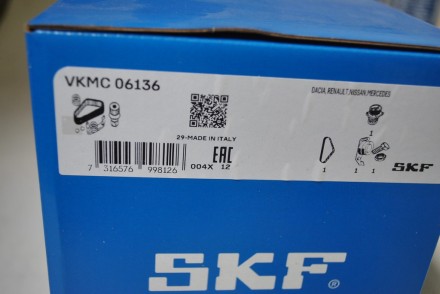 VKMC 06136
DACIA, RENAULT NISSAN, MERCEDES
29-MADE IN ITALY
EAC
004X 12
7 316576 998126
1
1
1 1
SKF
SKF®